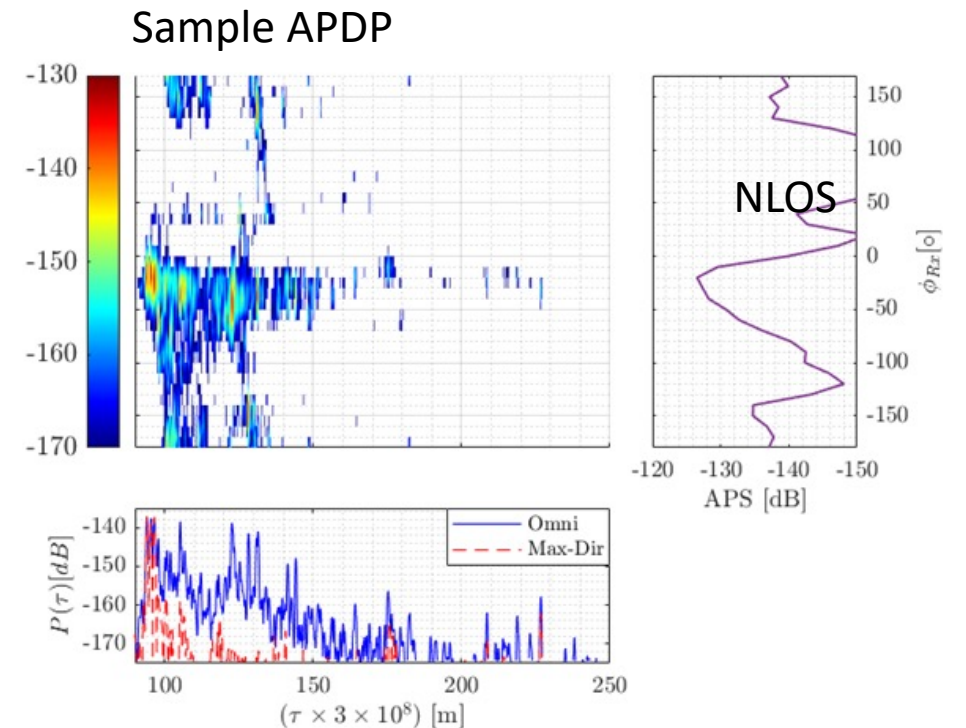 Sample APDP
-130
-140
-150
-160
-170
150
100
50
0
-50
-100
-150
NLOS
ϕRx[o]
-120 -130 -140 -150
APS [dB]
-140
-150
-160
-170
P(τ)[dB]
Omni
Max-Dir
100 150 200 250
(τ × 3 × 10⁸) [m]